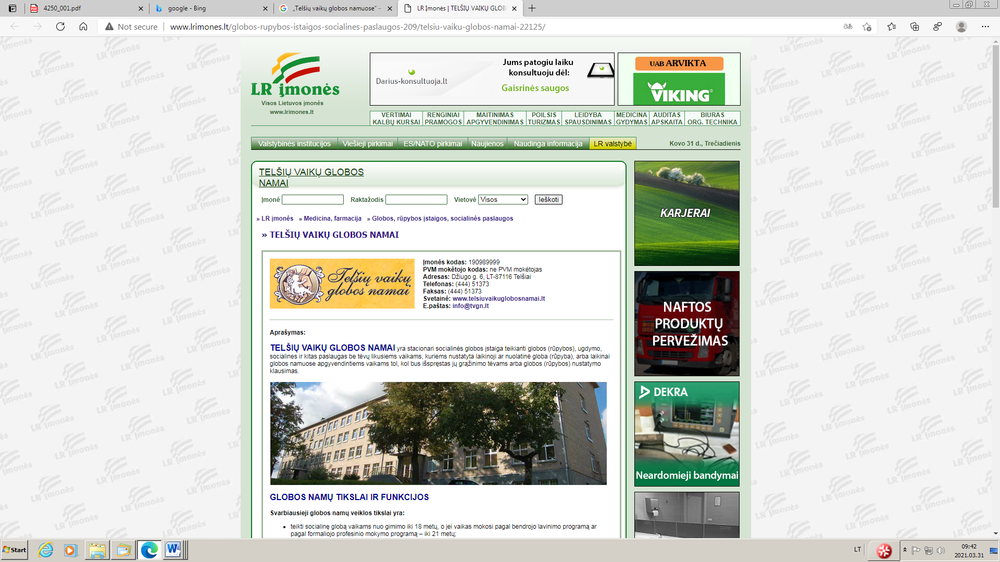 4250_001.pdf
google - Bing
„Telšių vaikų globos namuose“ –
LR Įmonės | TELŠIŲ VAIKŲ GLOBO
Not secure
www.lrimones.lt/globos-rupybos-istaigos-socialines-paslaugos-209/telsiu-vaiku-globos-namai-22125/
LR įmonės
Visos Lietuvos įmonės
www.lrimones.lt
Darius-konsultuoja.lt
Jums patogiu laiku
konsultuoju dėl:
Gaisrinės saugos
UAB ARVIKTA
VIKING®
VERTIMAI
KALBŲ KURSAI
RENGINIAI
PRAMOGOS
MAITINIMAS
APGYVENDINIMAS
POILSIS
TURIZMAS
LEIDYBA
SPAUSDINIMAS
MEDICINA
GYDYMAS
AUDITAS
APSKAITA
BIURAS
ORG. TECHNIKA
Valstybinės institucijos
Viešieji pirkimai
ES/NATO pirkimai
Naujienos
Naudinga informacija
LR valstybė
Kovo 31 d., Trečiadienis
TELŠIŲ VAIKŲ GLOBOS
NAMAI
Įmonė
Raktažodis
Vietovė
Visos
Ieškoti
» LR įmonės » Medicina, farmacija » Globos, rūpybos įstaigos, socialinės paslaugos
» TELŠIŲ VAIKŲ GLOBOS NAMAI
Telšių vaikų
globos namai
Įmonės kodas: 190989999
PVM mokėtojo kodas: ne PVM mokėtojas
Adresas: Džiugo g. 6, LT-87116 Telšiai
Telefonas: (444) 51373
Faksas: (444) 51373
Svetainė: www.telsiuvaikuglobosnamai.lt
E.paštas: info@tvgn.lt
Aprašymas:
TELŠIŲ VAIKŲ GLOBOS NAMAI yra stacionari socialinės globos įstaiga teikianti globos (rūpybos), ugdymo,
socialines ir kitas paslaugas be tėvų likusiems vaikams, kuriems nustatyta laikinoji ar nuolatinė globa (rūpyba), arba laikinai
globos namuose apgyvendintiems vaikams tol, kol bus išspręstas jų grąžinimo tėvams arba globos (rūpybos) nustatymo
klausimas.
GLOBOS NAMŲ TIKSLAI IR FUNKCIJOS
Svarbiausieji globos namų veiklos tikslai yra:
• teikti socialinę globą vaikams nuo gimimo iki 18 metų, o jei vaikas mokosi pagal bendrojo lavinimo programą ar
pagal formaliojo profesinio mokymo programą – iki 21 metų;
KARJERAI
NAFTOS
PRODUKTŲ
PERVEŽIMAS
DEKRA
Neardomieji bandymai
Start
LT
09:42
2021.03.31